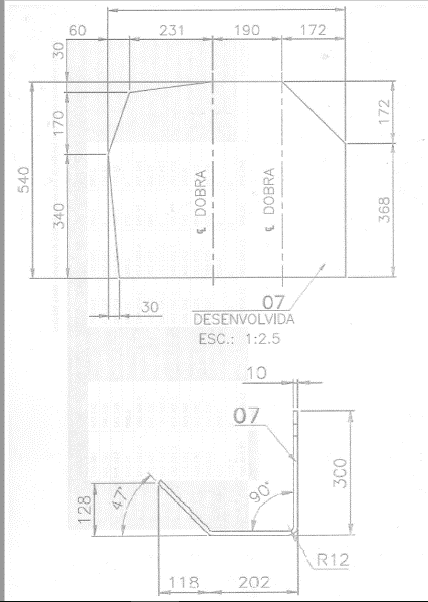 60 231 190 172
30
170
540
340
172
368
℄ DOBRA
℄ DOBRA
30
07
DESENVOLVIDA
ESC.: 1:2.5
10
07
300
128
47°
90°
R12
118 202